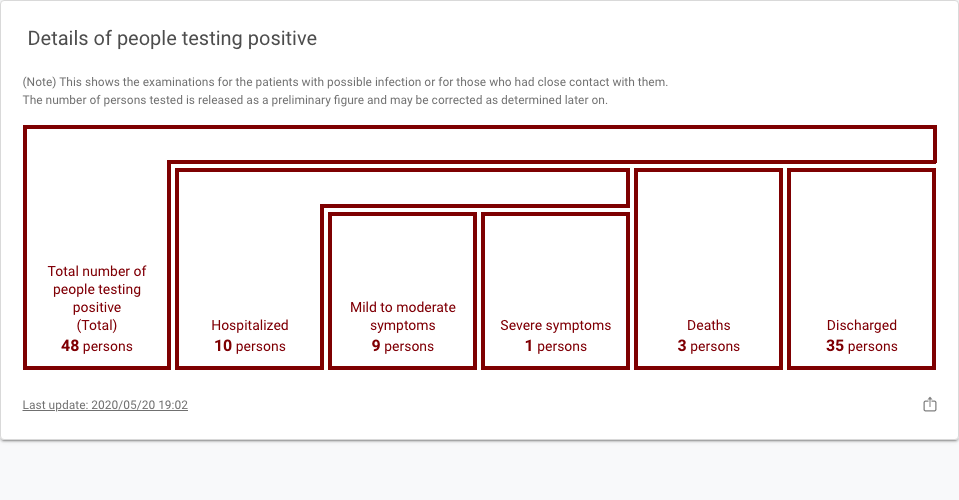 Details of people testing positive
(Note) This shows the examinations for the patients with possible infection or for those who had close contact with them.
The number of persons tested is released as a preliminary figure and may be corrected as determined later on.
Total number of
people testing
positive
(Total)
48 persons
Hospitalized
10 persons
Mild to moderate
symptoms
9 persons
Severe symptoms
1 persons
Deaths
3 persons
Discharged
35 persons
Last update: 2020/05/20 19:02